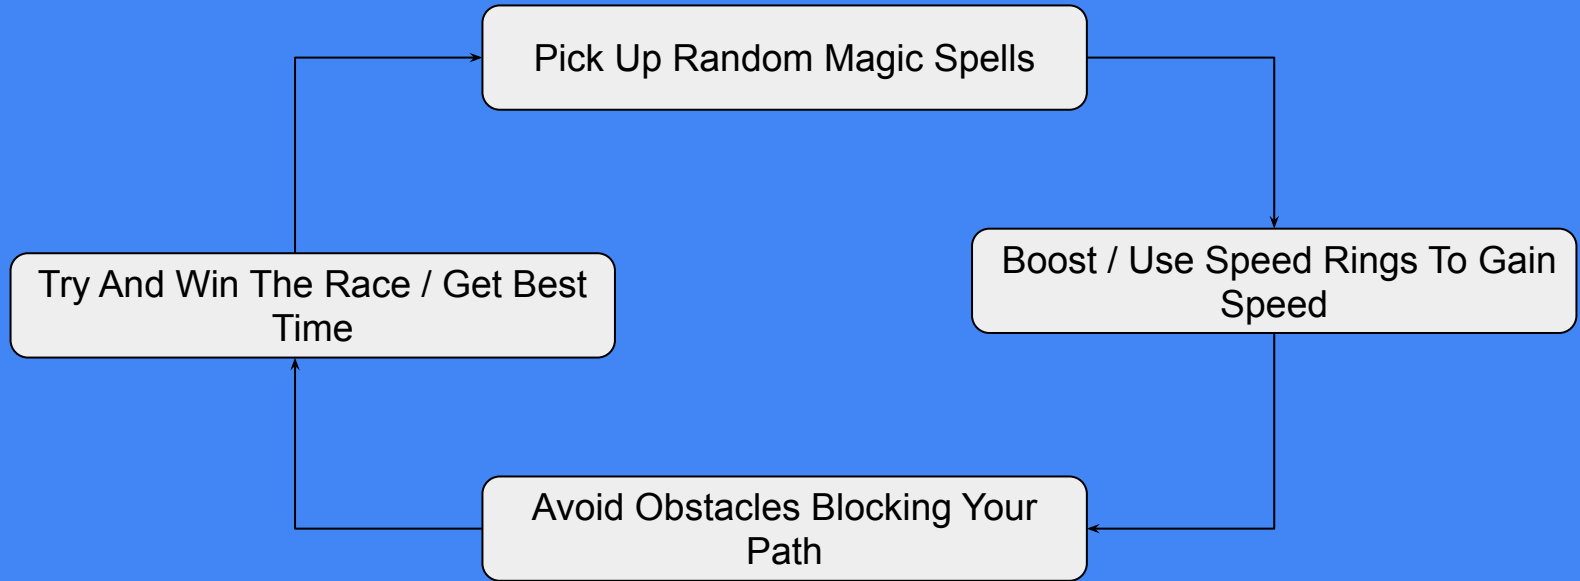 Pick Up Random Magic Spells
Boost / Use Speed Rings To Gain
Speed
Avoid Obstacles Blocking Your
Path
Try And Win The Race / Get Best
Time